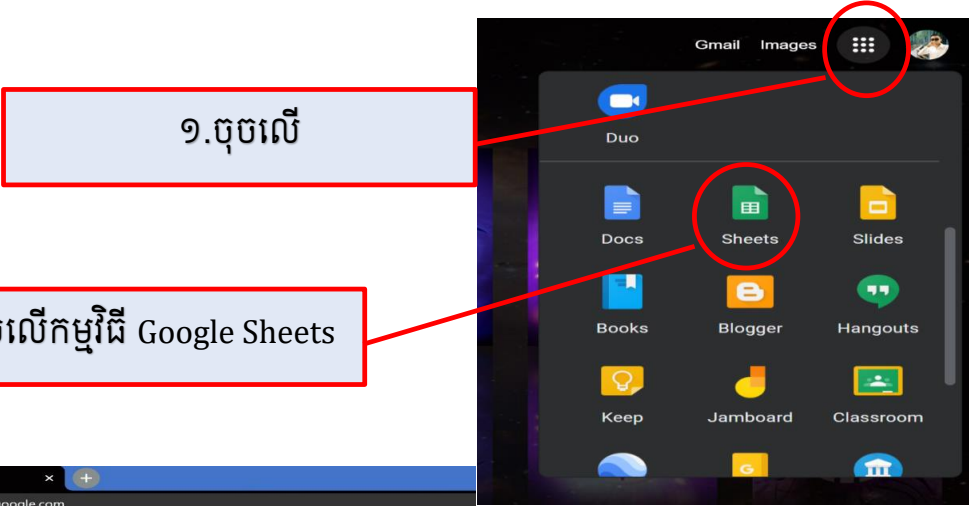 Gmail Images
១.ចុចលើ
Duo
Docs Sheets Slides
លើកម្មវិធី Google Sheets
Books Blogger Hangouts
Keep Jamboard Classroom
G
google.com